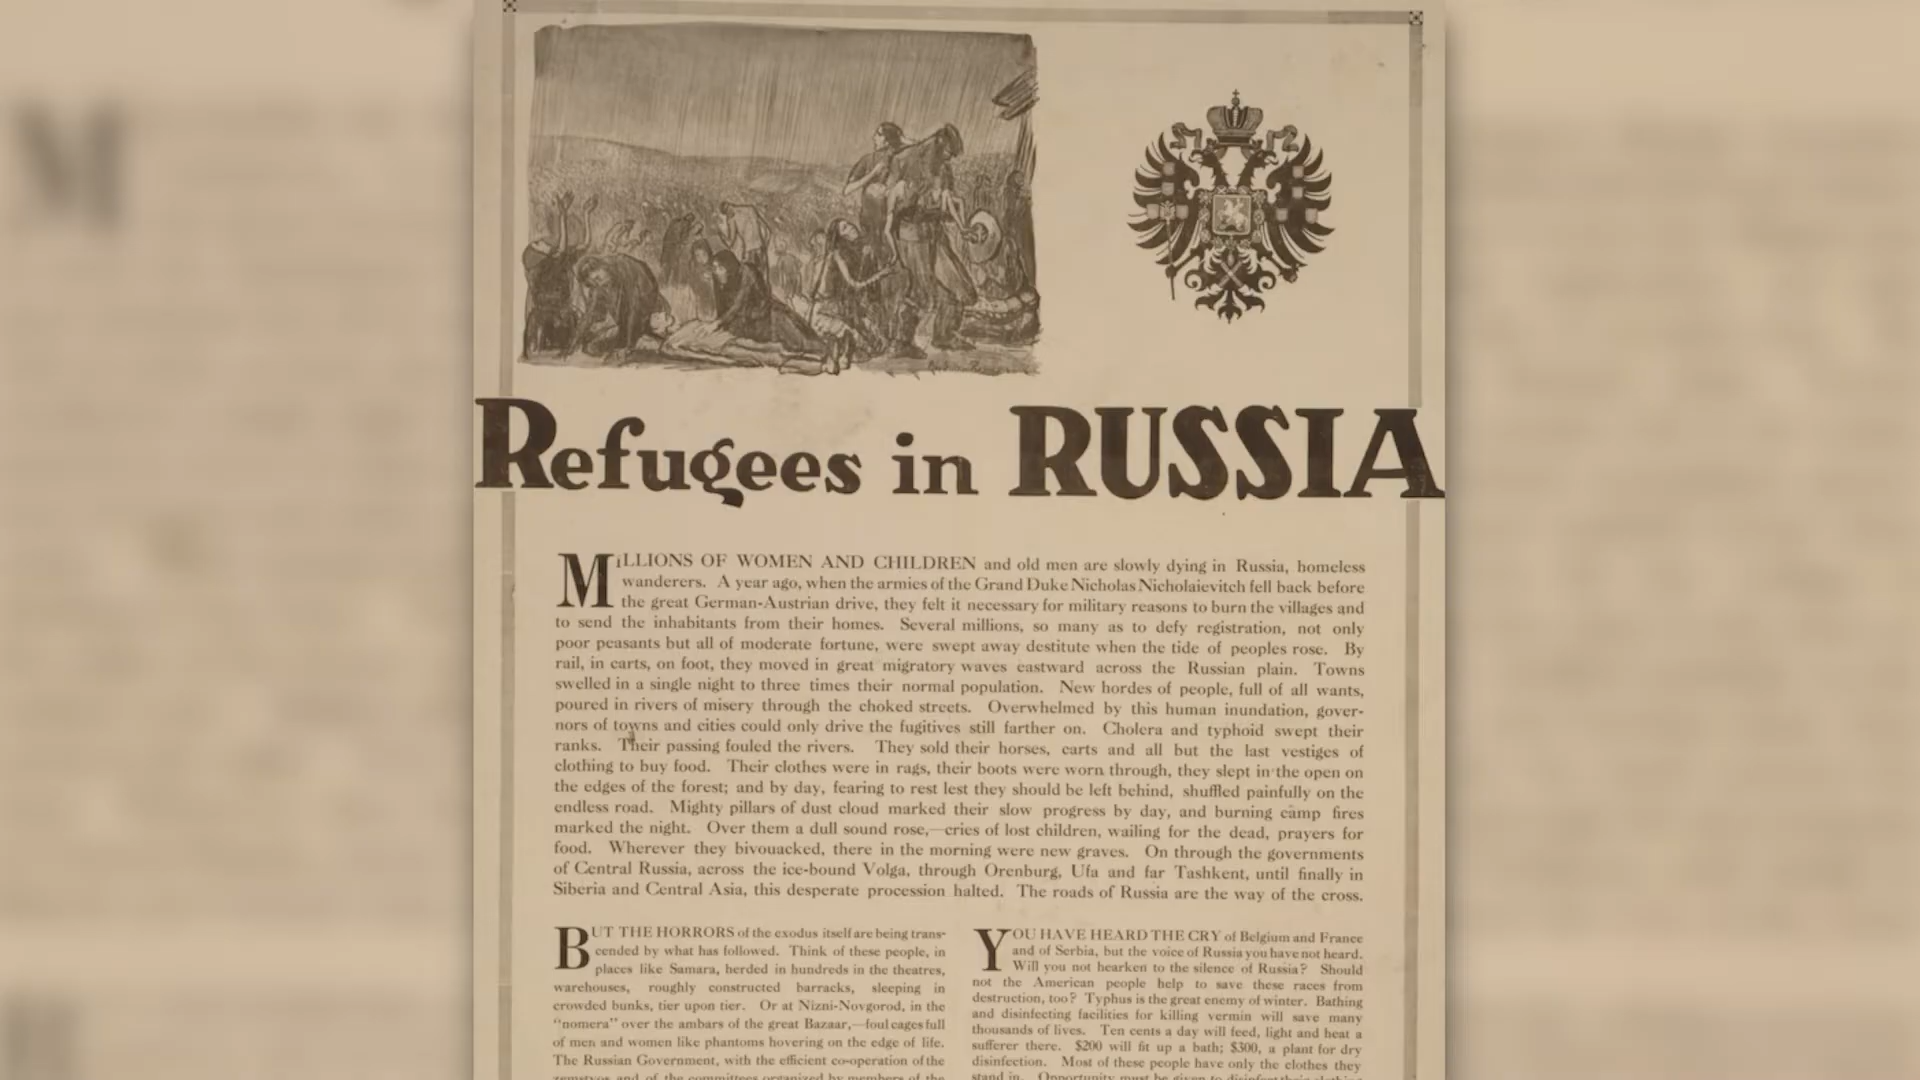 Refugees in RUSSIA
MiLLIONS OF WOMEN AND CHILDREN and old men are slowly dying in Russia, homeless
wanderers. A year ago, when the armies of the Grand Duke Nicholas Nicholaievitch fell back before
the great German-Austrian drive, they felt it necessary for military reasons to burn the villages and
to send the inhabitants from their homes. Several millions, so many as to defy registration, not only
poor peasants but all of moderate fortune, were swept away destitute when the tide of peoples rose. By
rail, in carts, on foot, they moved in great migratory waves eastward across the Russian plain. Towns
swelled in a single night to three times their normal population. New hordes of people, full of all wants,
poured in rivers of misery through the choked streets. Overwhelmed by this human inundation, gover-
nors of towns and cities could only drive the fugitives still farther on. Cholera and typhoid swept their
ranks. Their passing fouled the rivers. They sold their horses, carts and all but the last vestiges of
clothing to buy food. Their clothes were in rags, their boots were worn through, they slept in the open on
the edges of the forest; and by day, fearing to rest lest they should be left behind, shuffled painfully on the
endless road. Mighty pillars of dust cloud marked their slow progress by day, and burning camp fires
marked the night. Over them a dull sound rose,—cries of lost children, wailing for the dead, prayers for
food. Wherever they bivouacked, there in the morning were new graves. On through the governments
of Central Russia, across the ice-bound Volga, through Orenburg, Ufa and far Tashkent, until finally in
Siberia and Central Asia, this desperate procession halted. The roads of Russia are the way of the cross.
BUT THE HORRORS of the exodus itself are being trans-
cended by what has followed. Think of these people, in
places like Samara, herded in hundreds in the theatres,
warehouses, roughly constructed barracks, sleeping in
crowded bunks, tier upon tier. Or at Nizni-Novgorod, in the
"nomera" over the ambars of the great Bazaar,—foul cages full
of men and women like phantoms hovering on the edge of life.
The Russian Government, with the efficient co-operation of the
zemstvos and of the committees organized by members of the
YOU HAVE HEARD THE CRY of Belgium and France
and of Serbia, but the voice of Russia you have not heard.
Will you not hearken to the silence of Russia? Should
not the American people help to save these races from
destruction, too? Typhus is the great enemy of winter. Bathing
and disinfecting facilities for killing vermin will save many
thousands of lives. Ten cents a day will feed, light and heat a
sufferer there. $200 will fit up a bath; $300, a plant for dry
disinfection. Most of these people have only the clothes they
stand in. Opportunity must be given to disinfect their clothing